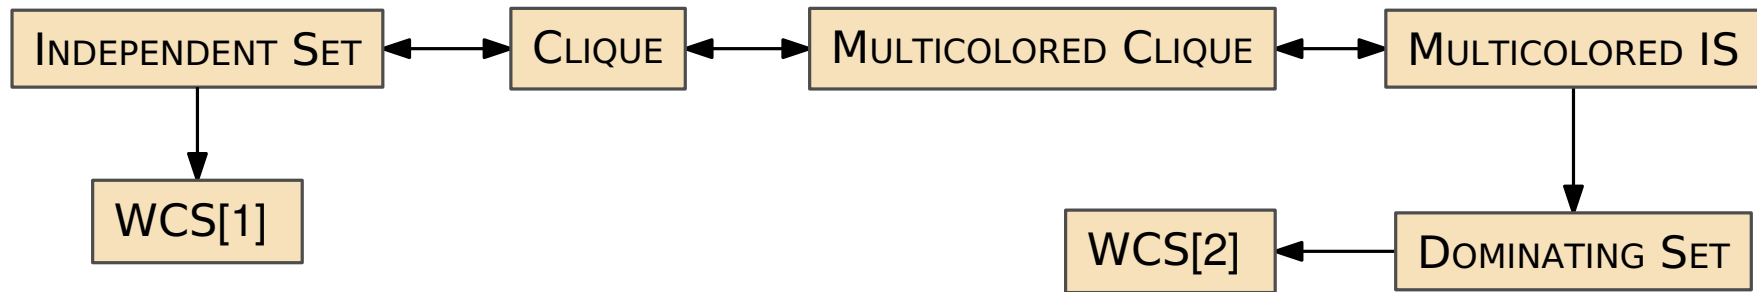 INDEPENDENT SET
CLIQUE
MULTICOLORED CLIQUE
MULTICOLORED IS
WCS[1]
WCS[2]
DOMINATING SET